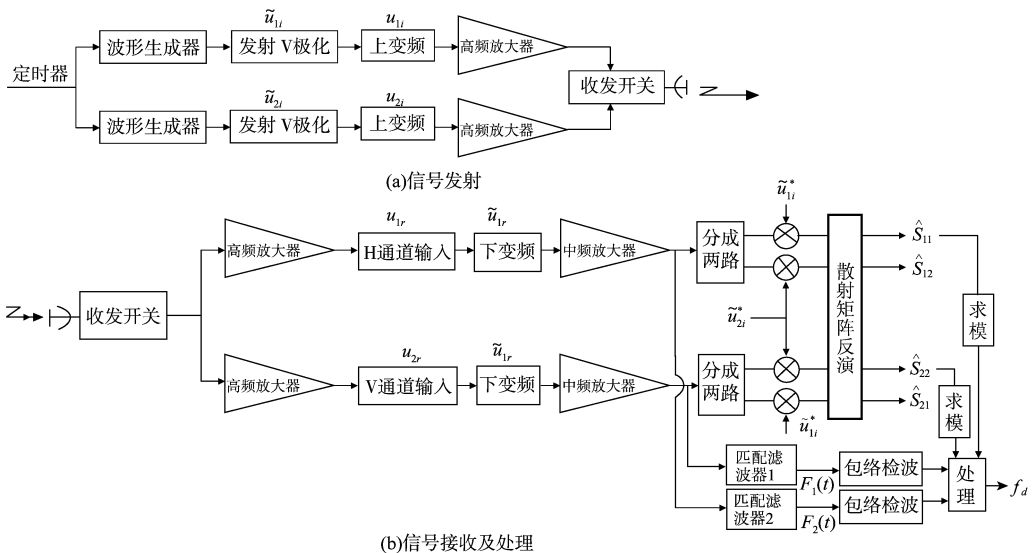 定时器
波形生成器
ũ₁ᵢ
发射 V极化
u₁ᵢ
上变频
高频放大器
收发开关
波形生成器
ũ₂ᵢ
发射 V极化
u₂ᵢ
上变频
高频放大器
(a)信号发射
收发开关
高频放大器
u₁ᵣ
H通道输入
ũ₁ᵣ
下变频
中频放大器
分成
两路
ũ*₁ᵢ
ũ*₂ᵢ
高频放大器
u₂ᵣ
V通道输入
ũ₁ᵣ
下变频
中频放大器
分成
两路
ũ*₁ᵢ
散射矩阵反演
Ŝ₁₁
Ŝ₁₂
Ŝ₂₂
Ŝ₂₁
求模
求模
匹配滤
波器1
F₁(t)
包络检波
匹配滤
波器2
F₂(t)
包络检波
处理
f_d
(b)信号接收及处理